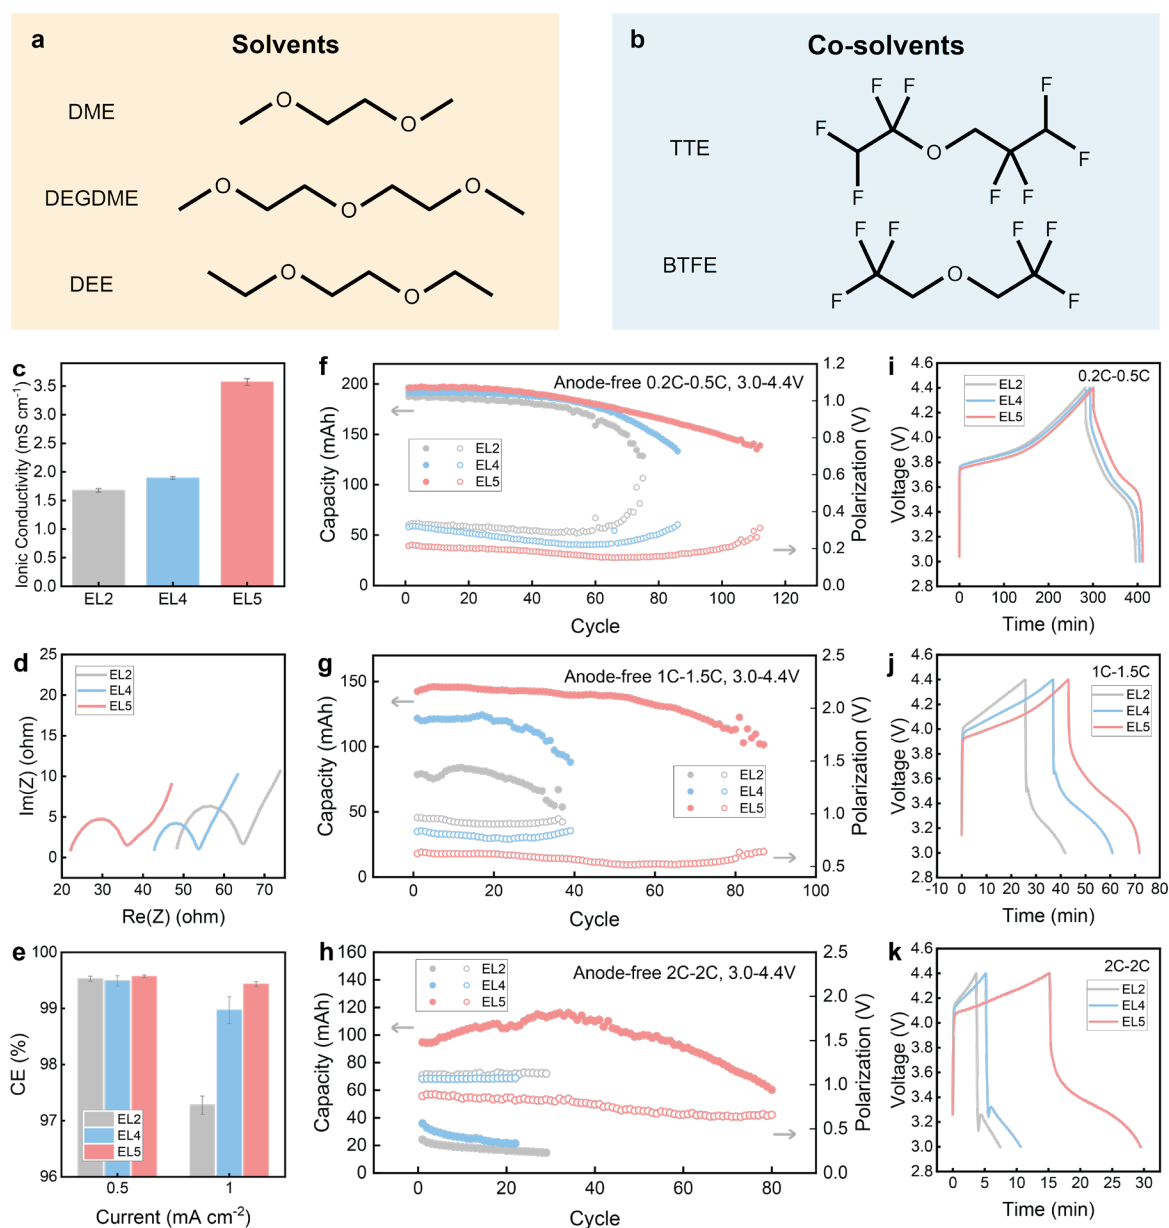 a
Solvents
DME
O
O
DEGDME
O
O
O
DEE
O
O
b
Co-solvents
TTE
F
F
F
F
F
O
F
F
F
BTFE
F
F
F
O
F
F
F
c
Ionic Conductivity (mS cm⁻¹)
3.5
3.0
2.5
2.0
1.5
1.0
0.5
0.0
EL2 EL4 EL5
d
Im(Z) (ohm)
25
20
15
10
5
0
EL2
EL4
EL5
20 30 40 50 60 70
Re(Z) (ohm)
e
CE (%)
100
99
98
97
96
EL2
EL4
EL5
0.5 1
Current (mA cm⁻²)
f
Anode-free 0.2C-0.5C, 3.0-4.4V
Capacity (mAh)
200
150
100
50
0
EL2
EL4
EL5
Polarization (V)
1.2
1.0
0.8
0.6
0.4
0.2
0.0
0 20 40 60 80 100 120
Cycle
g
Anode-free 1C-1.5C, 3.0-4.4V
Capacity (mAh)
150
100
50
0
EL2
EL4
EL5
Polarization (V)
2.5
2.0
1.5
1.0
0.5
0 20 40 60 80 100
Cycle
h
Anode-free 2C-2C, 3.0-4.4V
Capacity (mAh)
160
140
120
100
80
60
40
20
0
EL2
EL4
EL5
Polarization (V)
2.5
2.0
1.5
1.0
0.5
0.0
0 20 40 60 80
Cycle
i
0.2C-0.5C
Voltage (V)
4.6
4.4
4.2
4.0
3.8
3.6
3.4
3.2
3.0
2.8
EL2
EL4
EL5
0 100 200 300 400
Time (min)
j
1C-1.5C
Voltage (V)
4.6
4.4
4.2
4.0
3.8
3.6
3.4
3.2
3.0
2.8
EL2
EL4
EL5
-10 0 10 20 30 40 50 60 70 80
Time (min)
k
2C-2C
Voltage (V)
4.6
4.4
4.2
4.0
3.8
3.6
3.4
3.2
3.0
2.8
EL2
EL4
EL5
0 5 10 15 20 25 30
Time (min)